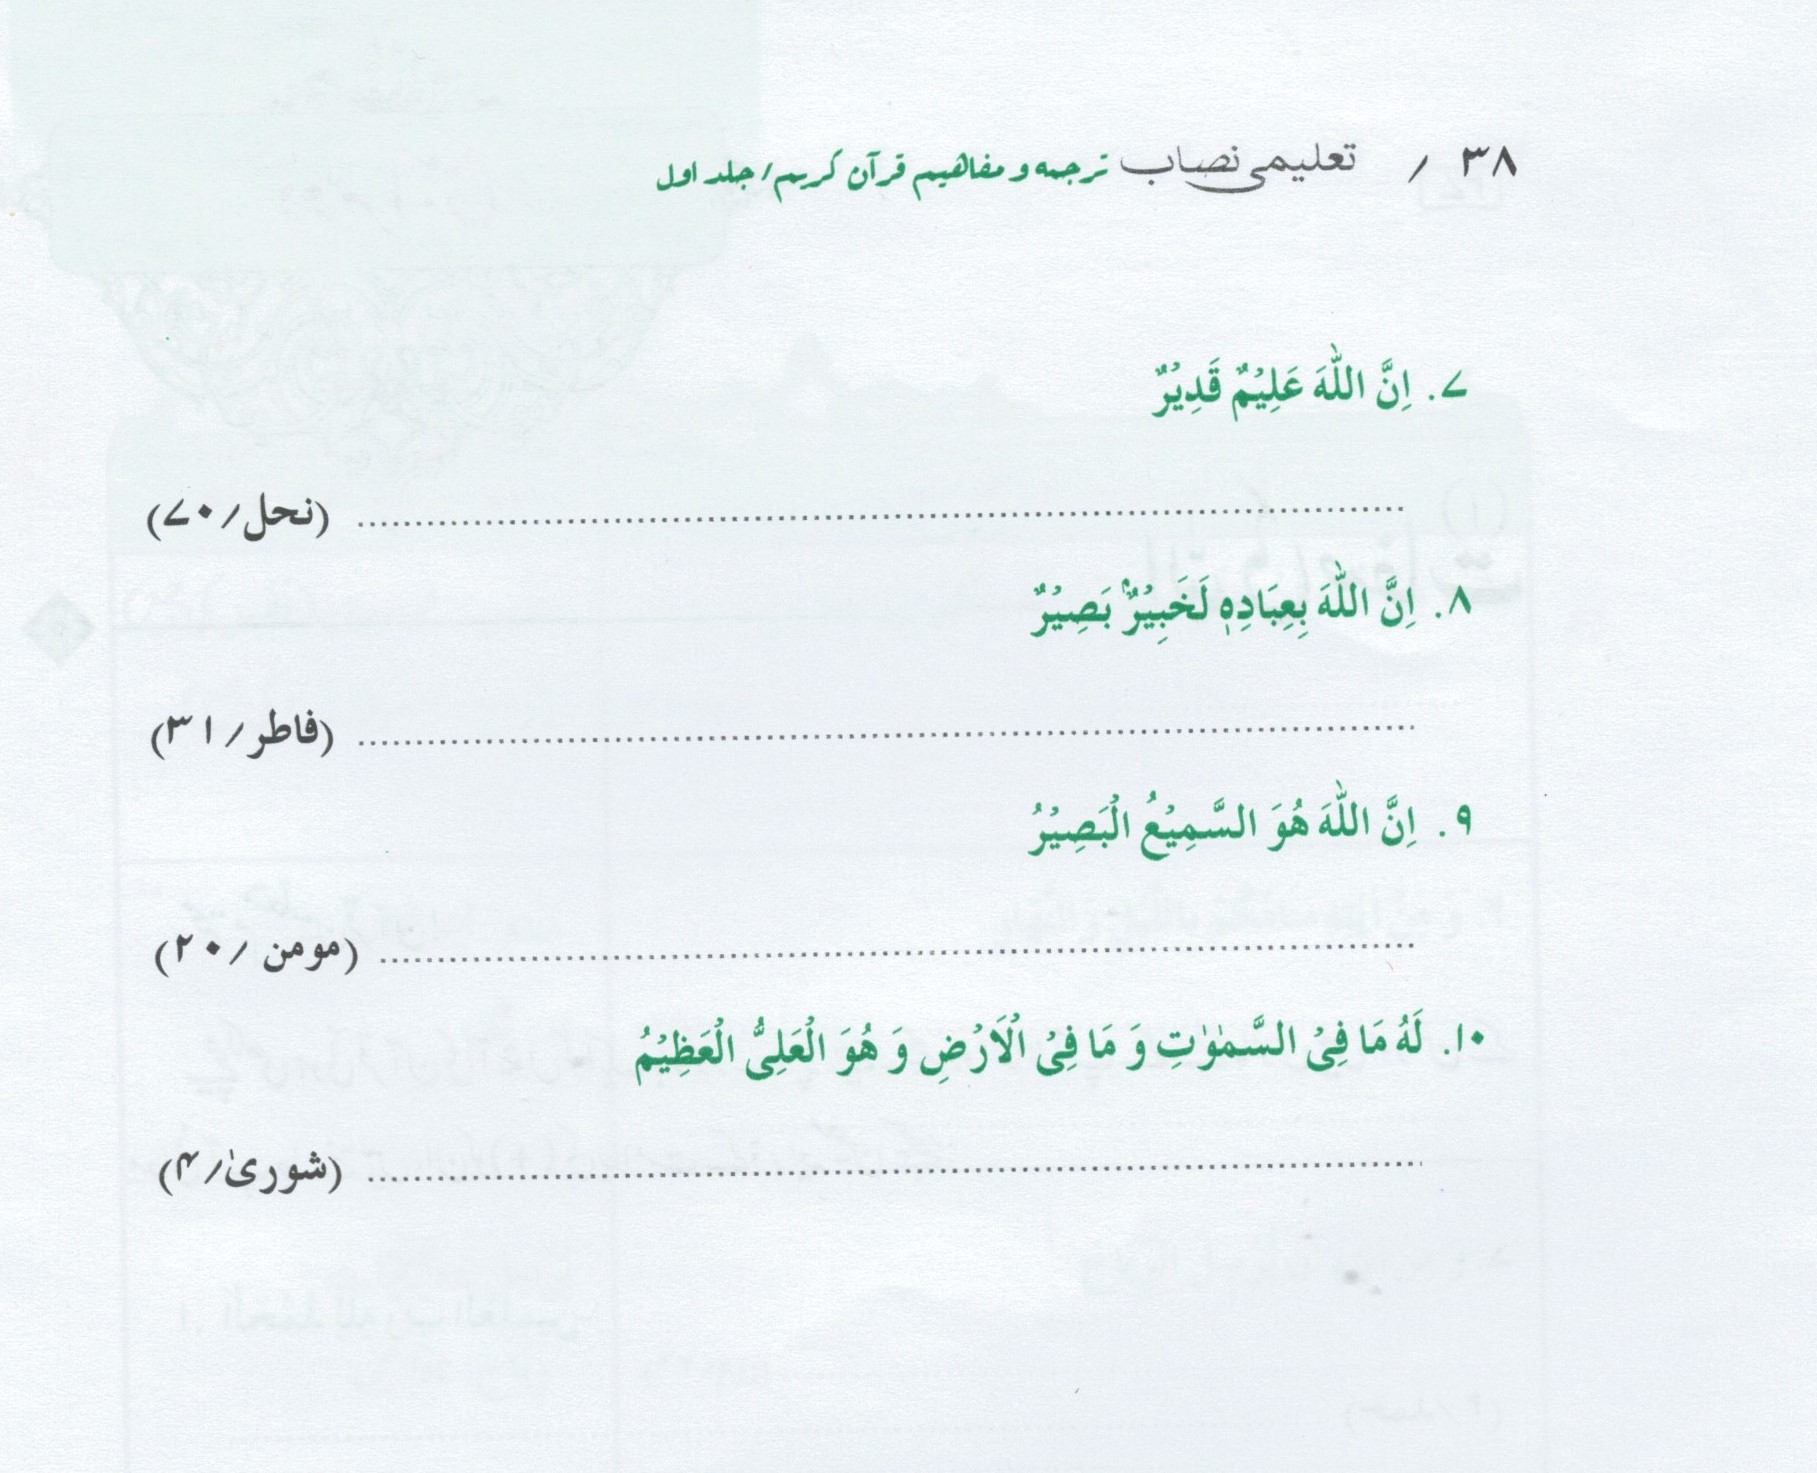 ۳۸ / تعلیمی نصاب ترجمہ و مفاہیم قرآن کریم / جلد اول
۷. اِنَّ اللّٰهَ عَلِیْمٌ قَدِیْرٌ
.......... (نحل/۷۰)
۸. اِنَّ اللّٰهَ بِعِبَادِهٖ لَخَبِیْرٌۢ بَصِیْرٌ
.......... (فاطر/۳۱)
۹. اِنَّ اللّٰهَ هُوَ السَّمِیْعُ الْبَصِیْرُ
.......... (مومن/۲۰)
۱۰. لَهٗ مَا فِیْ السَّمٰوٰتِ وَ مَا فِیْ الْاَرْضِ وَ هُوَ الْعَلِیُّ الْعَظِیْمُ
.......... (شوریٰ/۴)